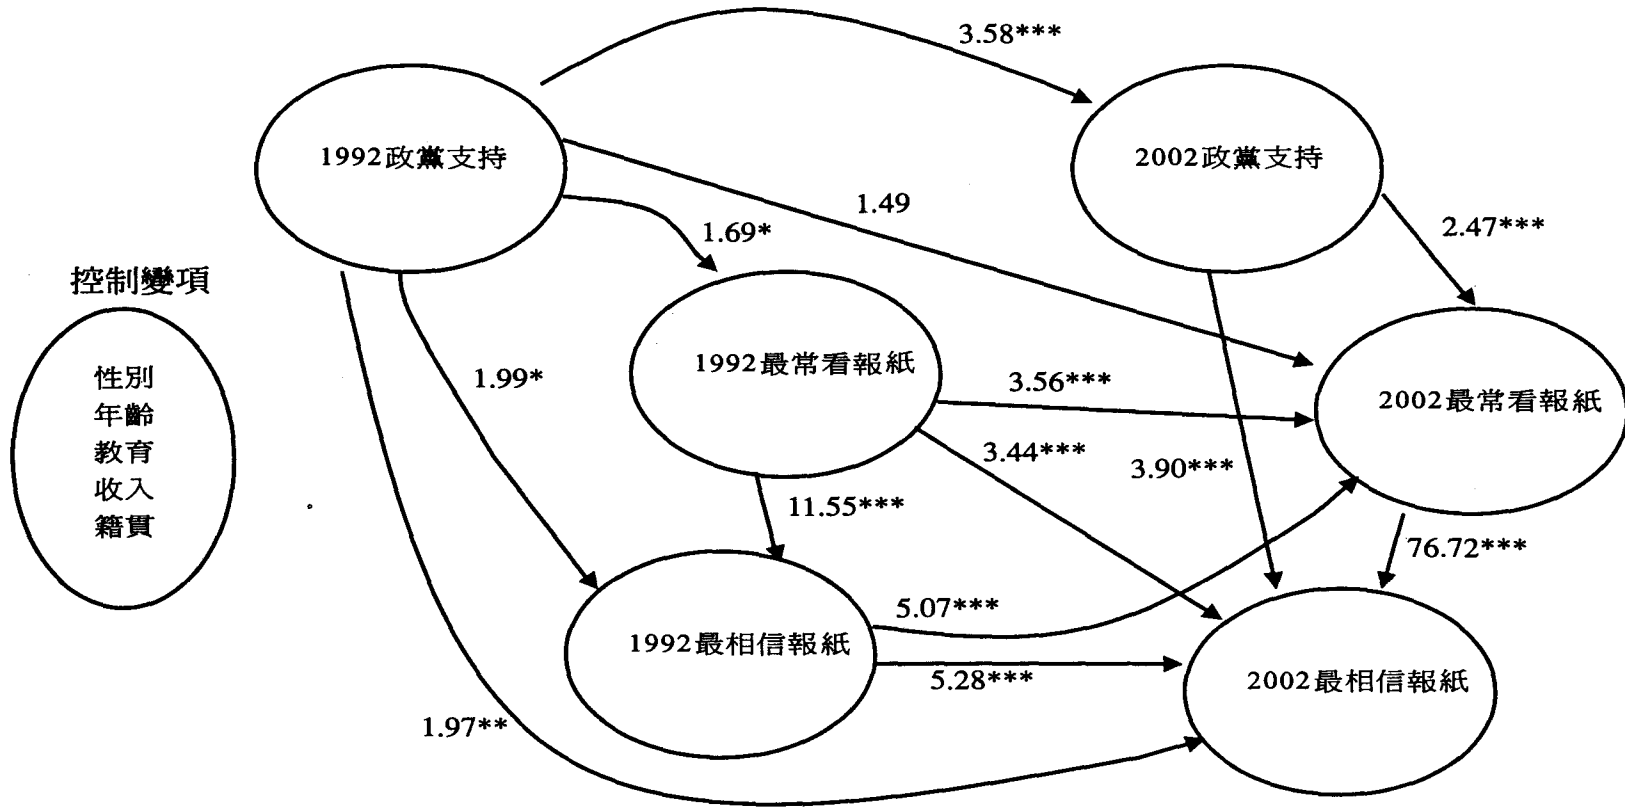 3.58***
1992政黨支持
2002政黨支持
1.49
1.69*
2.47***
控制變項
性別
年齡
教育
收入
籍貫
1992最常看報紙
1.99*
3.56***
2002最常看報紙
3.44***
3.90***
11.55***
76.72***
5.07***
1992最相信報紙
5.28***
2002最相信報紙
1.97**